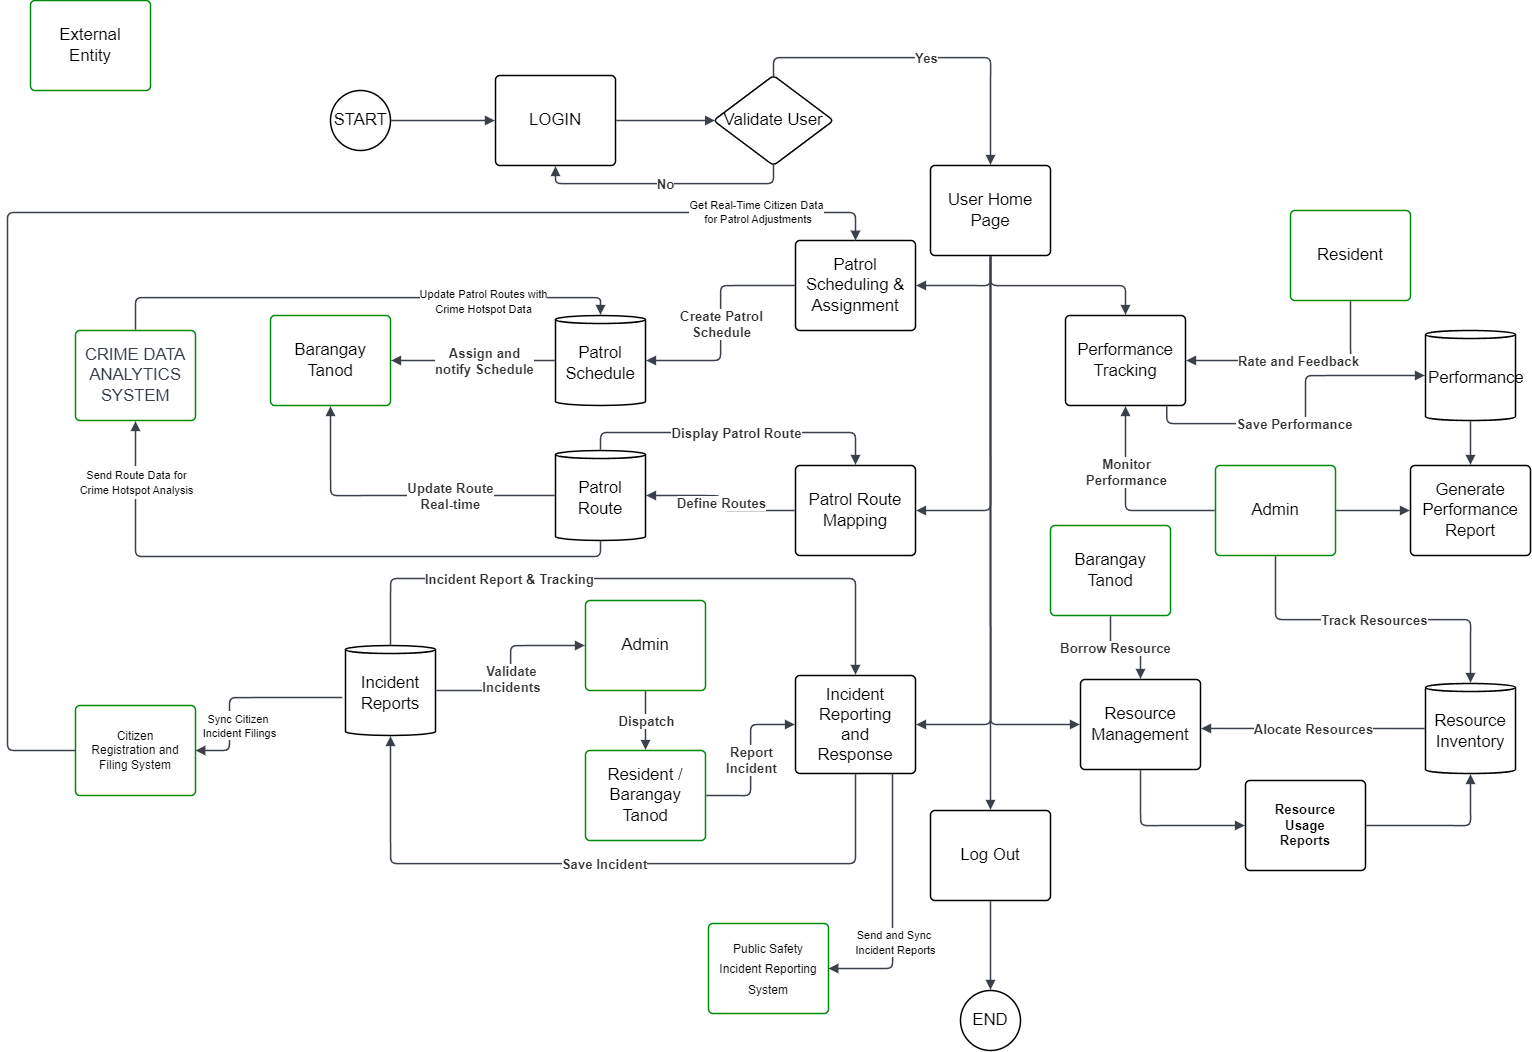 External
Entity
START
LOGIN
Validate User
Yes
No
User Home
Page
Get Real-Time Citizen Data
for Patrol Adjustments
Patrol
Scheduling &
Assignment
Resident
Update Patrol Routes with
Crime Hotspot Data
Create Patrol
Schedule
CRIME DATA
ANALYTICS
SYSTEM
Barangay
Tanod
Assign and
notify Schedule
Patrol
Schedule
Performance
Tracking
Rate and Feedback
Performance
Save Performance
Display Patrol Route
Send Route Data for
Crime Hotspot Analysis
Update Route
Real-time
Patrol
Route
Define Routes
Patrol Route
Mapping
Monitor
Performance
Admin
Generate
Performance
Report
Barangay
Tanod
Incident Report & Tracking
Admin
Track Resources
Borrow Resource
Incident
Reports
Validate
Incidents
Incident
Reporting
and
Response
Resource
Management
Alocate Resources
Resource
Inventory
Sync Citizen
Incident Filings
Dispatch
Citizen
Registration and
Filing System
Report
Incident
Resident /
Barangay
Tanod
Resource
Usage
Reports
Save Incident
Log Out
Send and Sync
Incident Reports
Public Safety
Incident Reporting
System
END